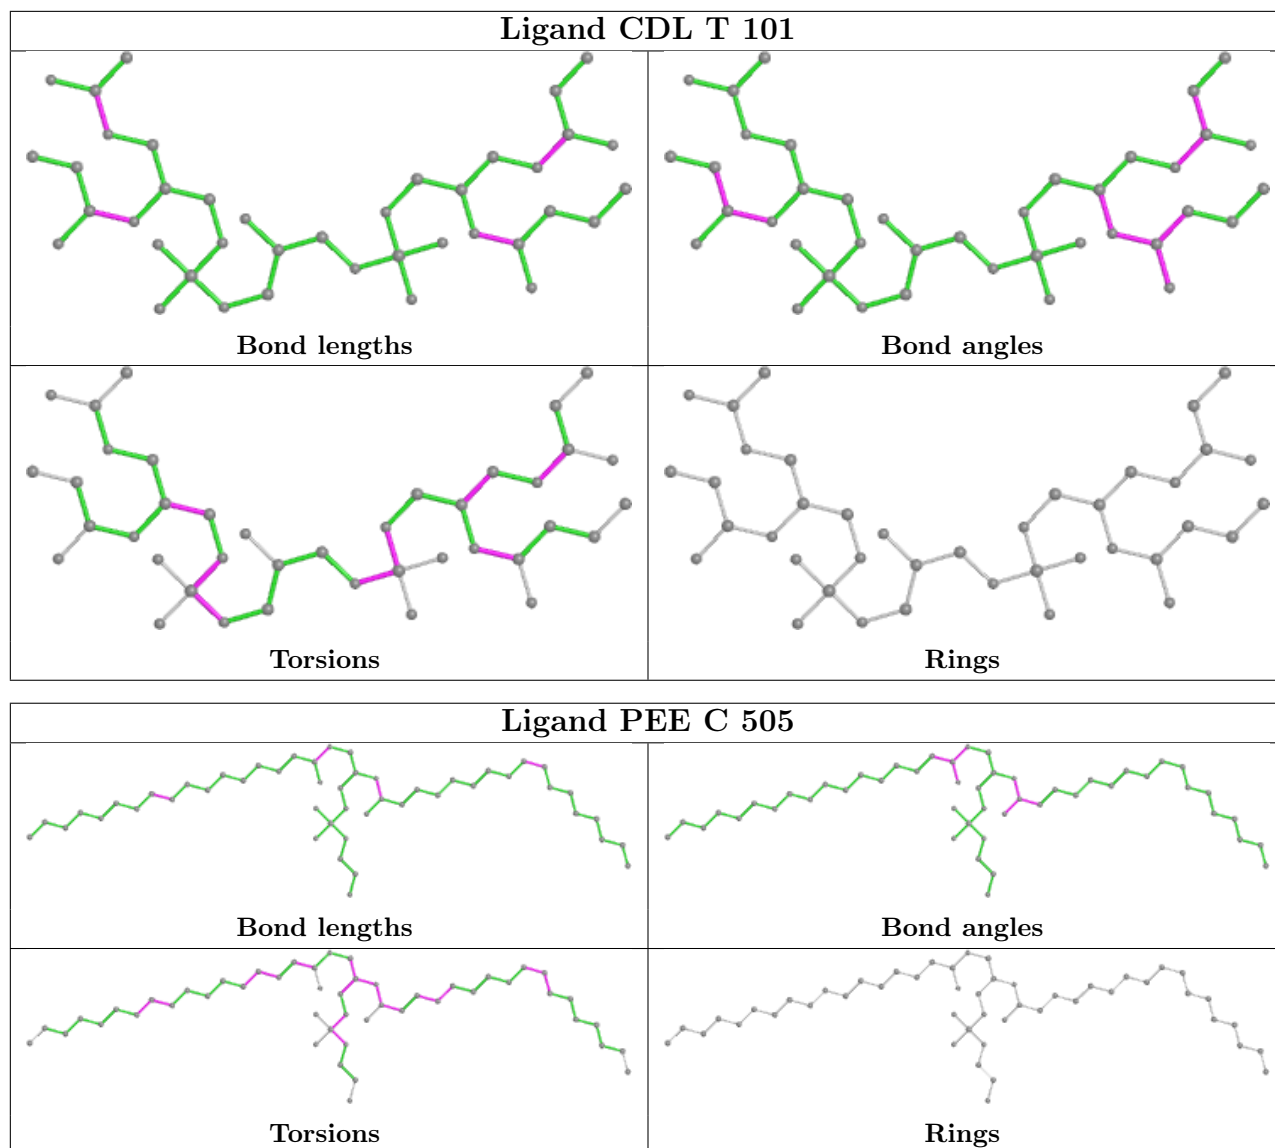 Ligand CDL T 101
Bond lengths
Bond angles
Torsions
Rings
Ligand PEE C 505
Bond lengths
Bond angles
Torsions
Rings